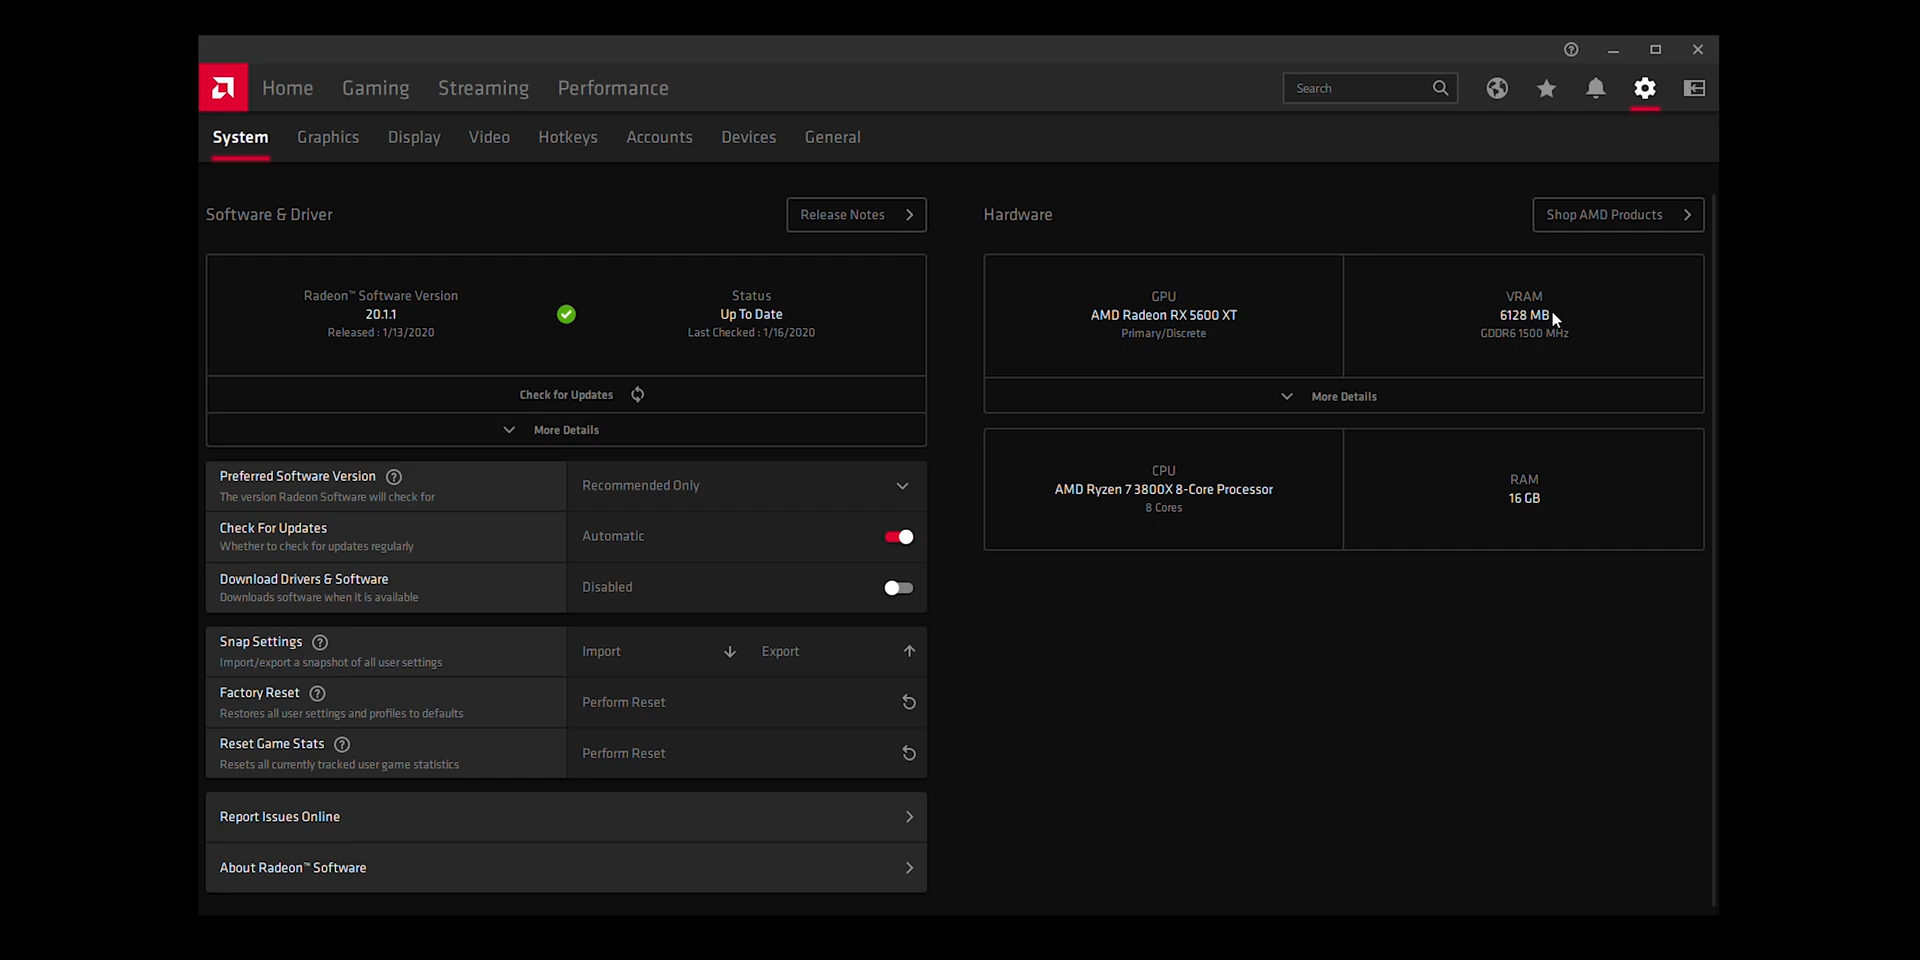 Home Gaming Streaming Performance
Search
System Graphics Display Video Hotkeys Accounts Devices General
Software & Driver
Release Notes
Radeon™ Software Version
20.1.1
Released : 1/13/2020
Status
Up To Date
Last Checked : 1/16/2020
Check for Updates
More Details
Preferred Software Version
The version Radeon Software will check for
Recommended Only
Check For Updates
Whether to check for updates regularly
Automatic
Download Drivers & Software
Downloads software when it is available
Disabled
Snap Settings
Import/export a snapshot of all user settings
Import Export
Factory Reset
Restores all user settings and profiles to defaults
Perform Reset
Reset Game Stats
Resets all currently tracked user game statistics
Perform Reset
Report Issues Online
About Radeon™ Software
Hardware
Shop AMD Products
GPU
AMD Radeon RX 5600 XT
Primary/Discrete
VRAM
6128 MB
GDDR6 1500 MHz
More Details
CPU
AMD Ryzen 7 3800X 8-Core Processor
8 Cores
RAM
16 GB